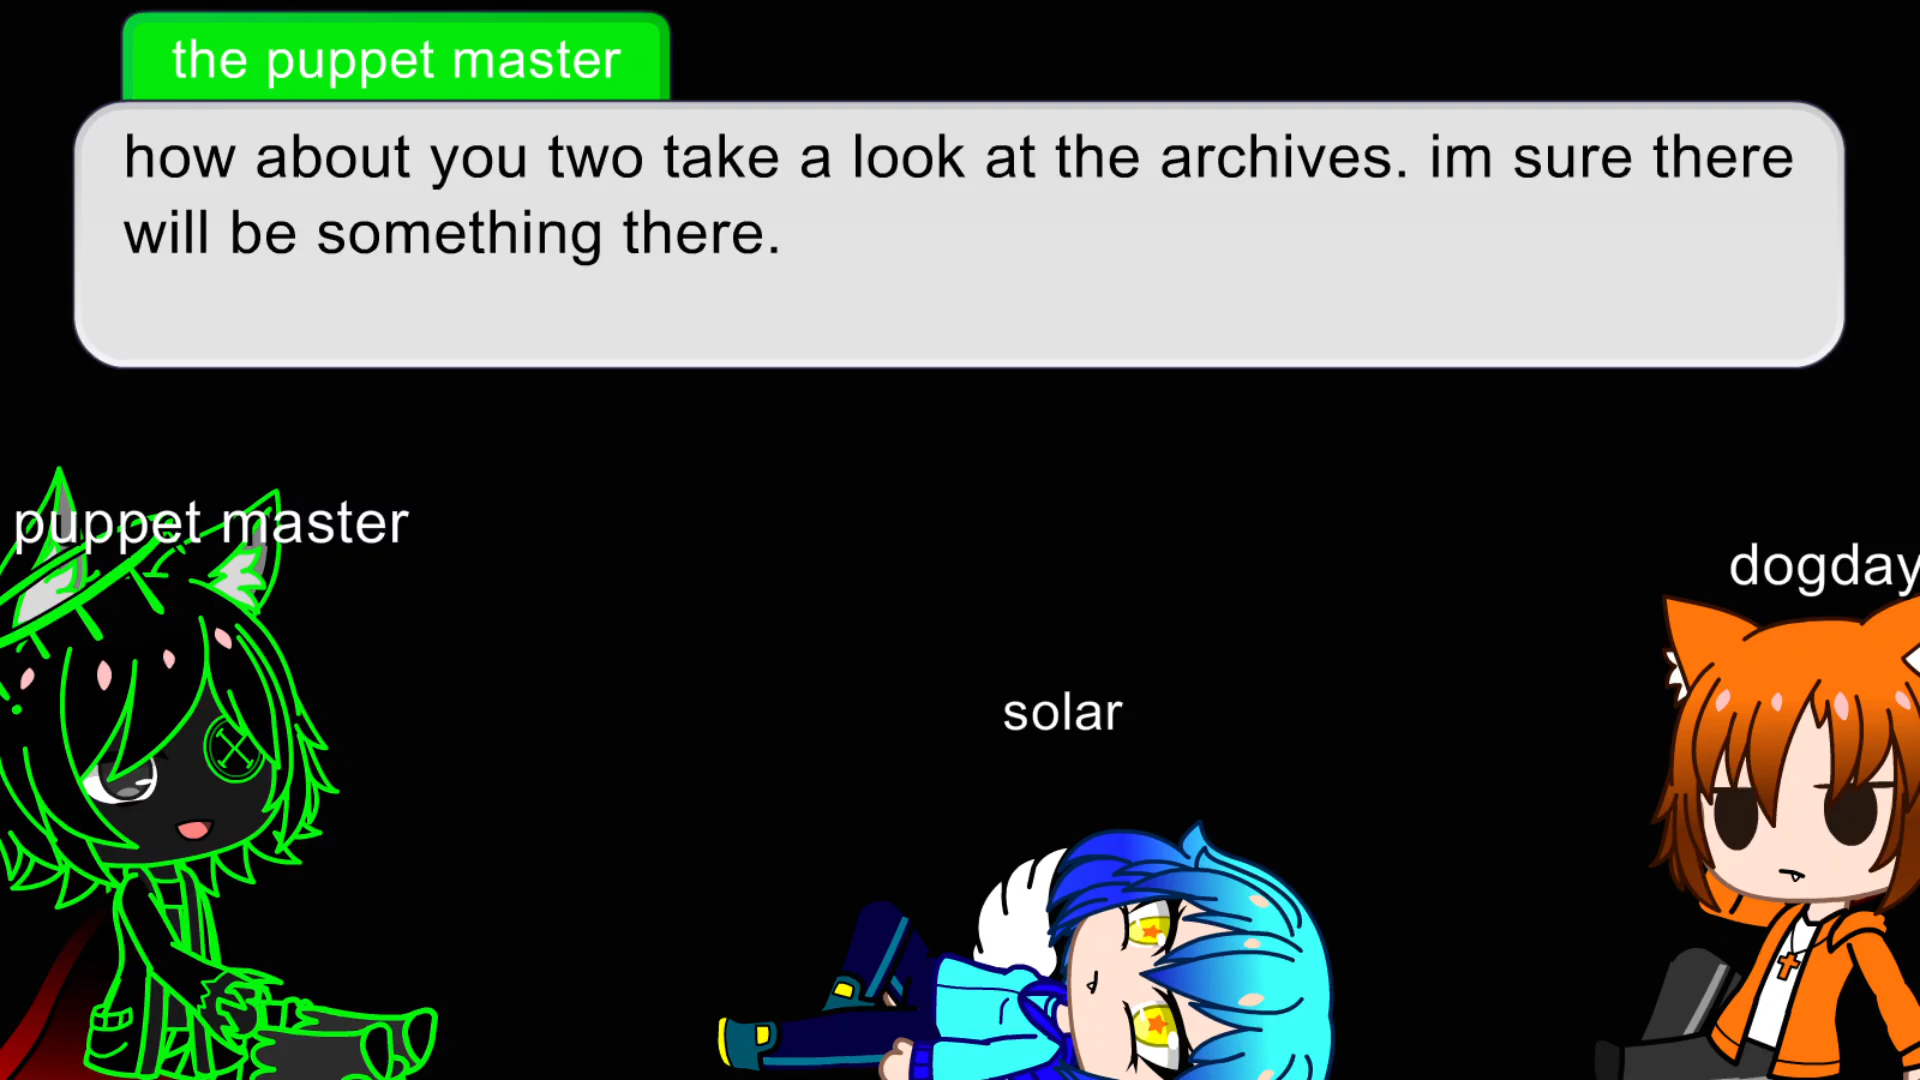 the puppet master
how about you two take a look at the archives. im sure there
will be something there.
puppet master
dogday
solar